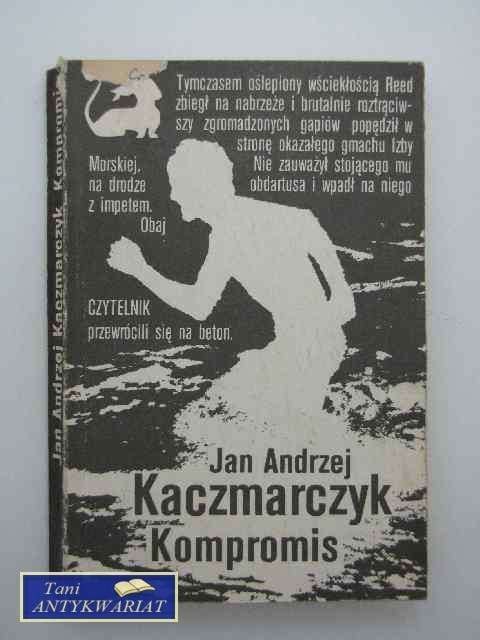 Tymczasem oślepiony wściekłością Reed
zbiegł na nabrzeże i brutalnie roztrąciw-
szy zgromadzonych gapiów popędził w
stronę okazałego gmachu Izby
Morskiej. Nie zauważył stojącego mu
na drodze obdartusa i wpadł na niego
z impetem.
Obaj
CZYTELNIK
przewrócili się na beton.
Jan Andrzej
Kaczmarczyk
Kompromis
Jan Andrzej Kaczmarczyk Kompromis
Tani
ANTYKWARIAT